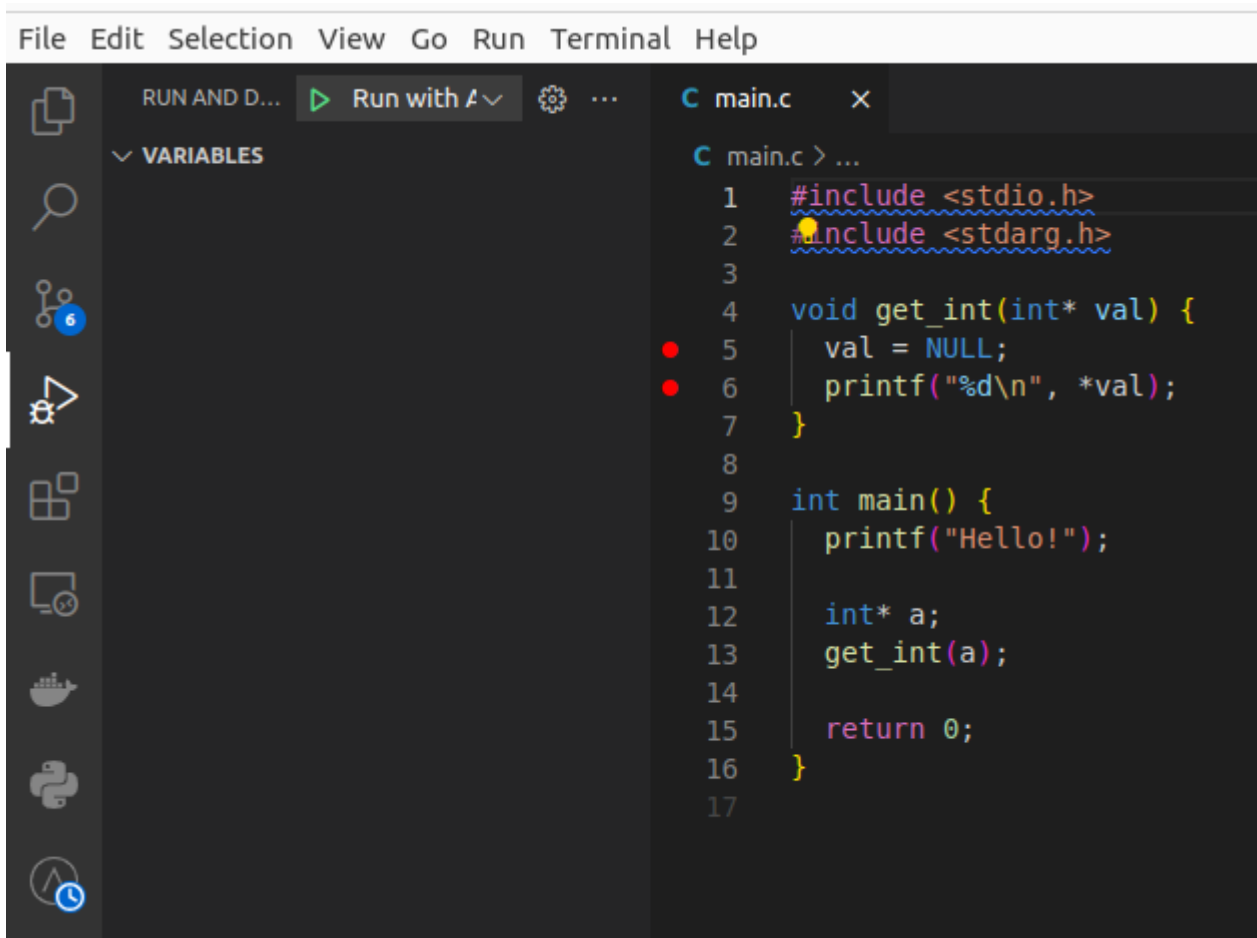 File Edit Selection View Go Run Terminal Help
RUN AND D... Run with A ...
VARIABLES
6
C main.c ×
C main.c > ...
1 #include <stdio.h>
2 #include <stdarg.h>
3
4 void get_int(int* val) {
5 val = NULL;
6 printf("%d\n", *val);
7 }
8
9 int main() {
10 printf("Hello!");
11
12 int* a;
13 get_int(a);
14
15 return 0;
16 }
17